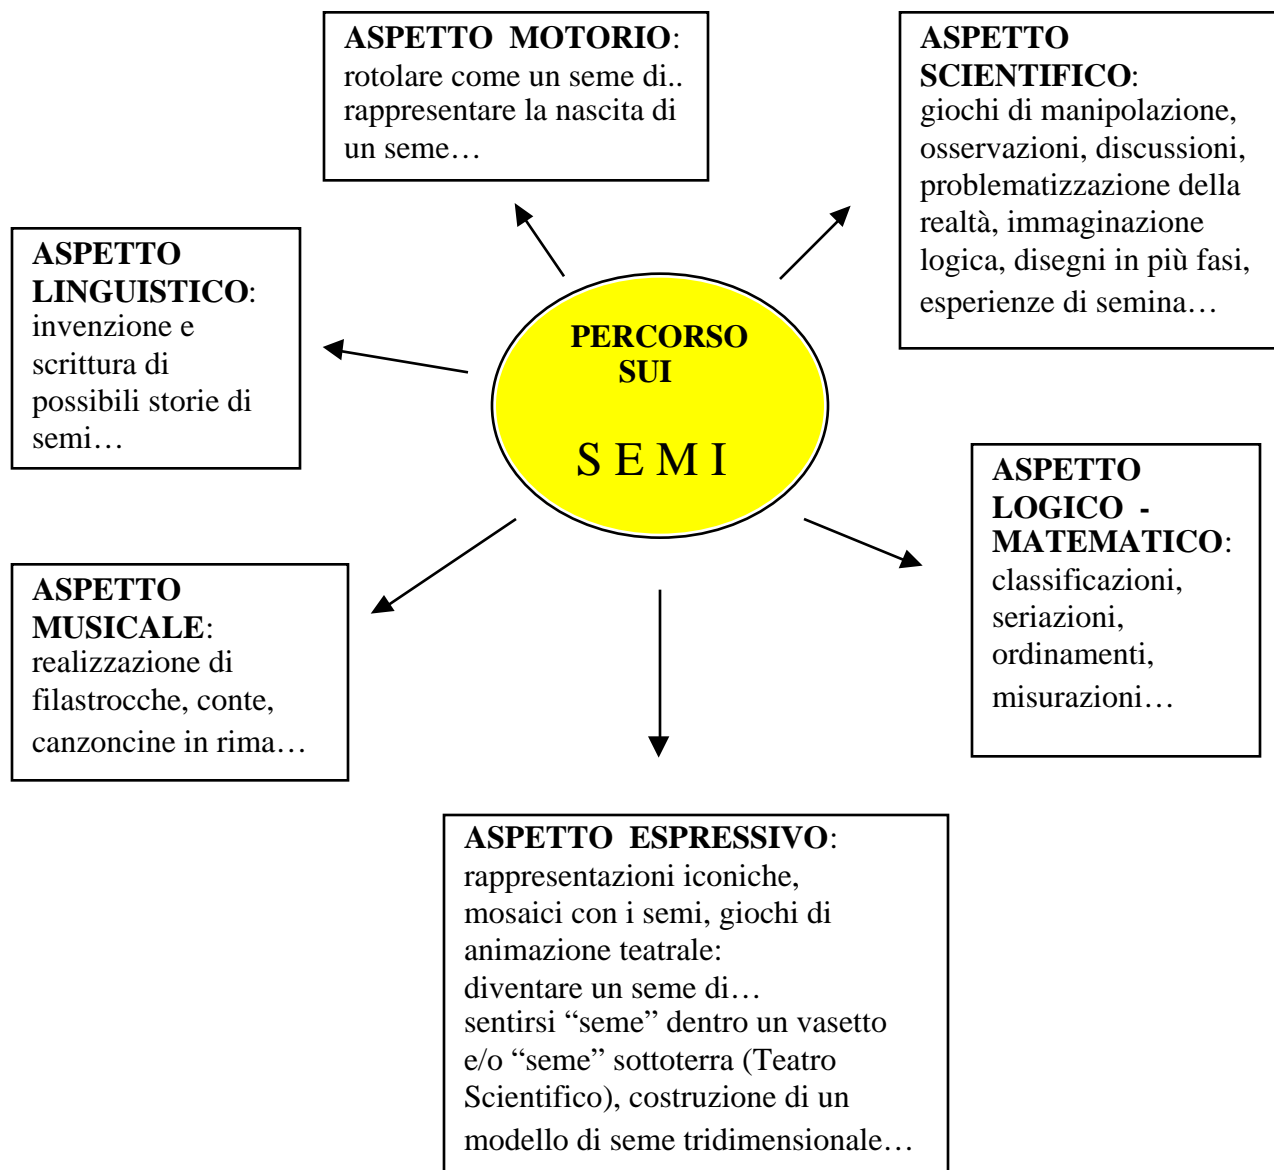 ASPETTO MOTORIO:
rotolare come un seme di..
rappresentare la nascita di
un seme…
ASPETTO
SCIENTIFICO:
giochi di manipolazione,
osservazioni, discussioni,
problematizzazione della
realtà, immaginazione
logica, disegni in più fasi,
esperienze di semina…
ASPETTO
LINGUISTICO:
invenzione e
scrittura di
possibili storie di
semi…
PERCORSO
SUI
S E M I
ASPETTO
LOGICO -
MATEMATICO:
classificazioni,
seriazioni,
ordinamenti,
misurazioni…
ASPETTO
MUSICALE:
realizzazione di
filastrocche, conte,
canzoncine in rima…
ASPETTO ESPRESSIVO:
rappresentazioni iconiche,
mosaici con i semi, giochi di
animazione teatrale:
diventare un seme di…
sentirsi “seme” dentro un vasetto
e/o “seme” sottoterra (Teatro
Scientifico), costruzione di un
modello di seme tridimensionale…